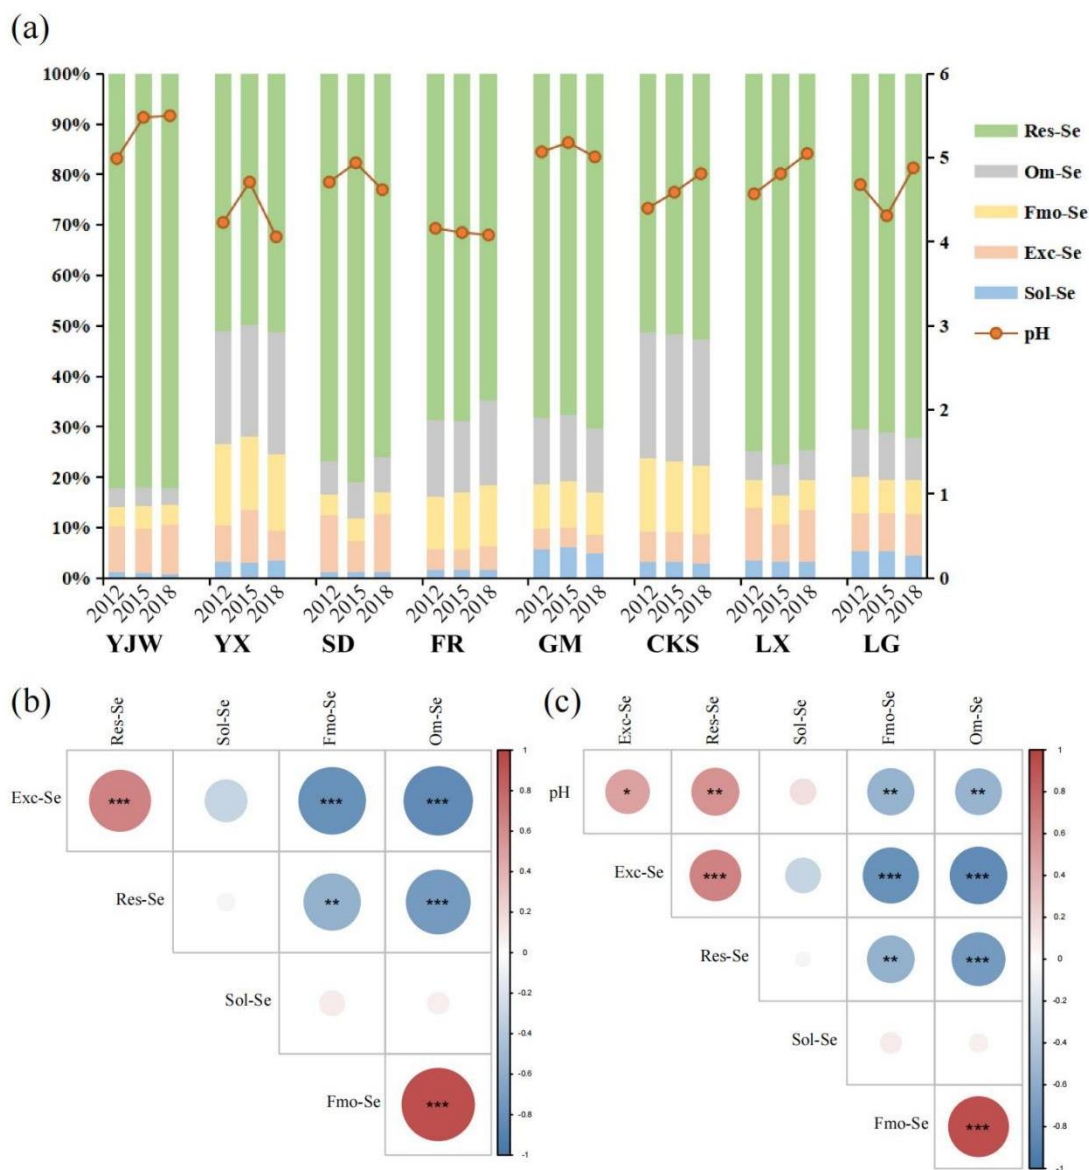 (a)
100%
90%
80%
70%
60%
50%
40%
30%
20%
10%
0%
6
5
4
3
2
1
0
Res-Se
Om-Se
Fmo-Se
Exc-Se
Sol-Se
pH
2012 2015 2018 2012 2015 2018 2012 2015 2018 2012 2015 2018 2012 2015 2018 2012 2015 2018 2012 2015 2018 2012 2015 2018
YJW YX SD FR GM CKS LX LG
(b)
Res-Se Sol-Se Fmo-Se Om-Se
Exc-Se *** *** ***
Res-Se ** ***
Sol-Se
Fmo-Se ***
1
0.8
0.6
0.4
0.2
0
-0.2
-0.4
-0.6
-0.8
-1
(c)
Exc-Se Res-Se Sol-Se Fmo-Se Om-Se
pH * ** ** **
Exc-Se *** *** ***
Res-Se ** ***
Sol-Se
Fmo-Se ***
1
0.8
0.6
0.4
0.2
0
-0.2
-0.4
-0.6
-0.8
-1